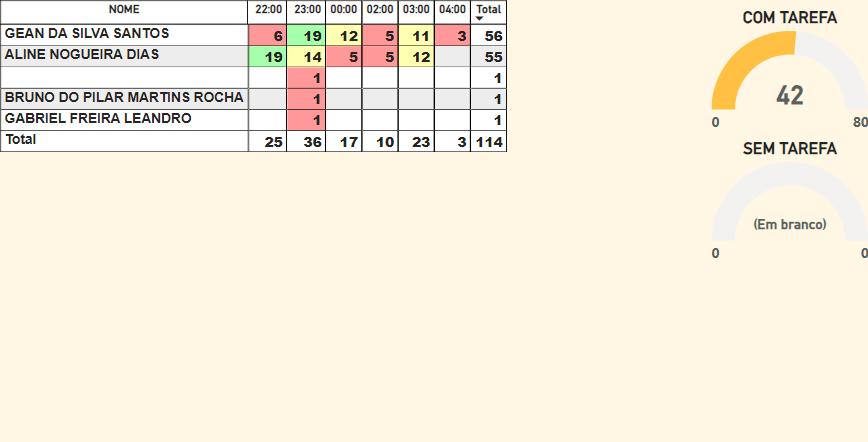 NOME 22:00 23:00 00:00 02:00 03:00 04:00 Total
GEAN DA SILVA SANTOS 6 19 12 5 11 3 56
ALINE NOGUEIRA DIAS 19 14 5 5 12 55
1 1
BRUNO DO PILAR MARTINS ROCHA 1 1
GABRIEL FREIRA LEANDRO 1 1
Total 25 36 17 10 23 3 114
COM TAREFA
42
0 80
SEM TAREFA
(Em branco)
0 0